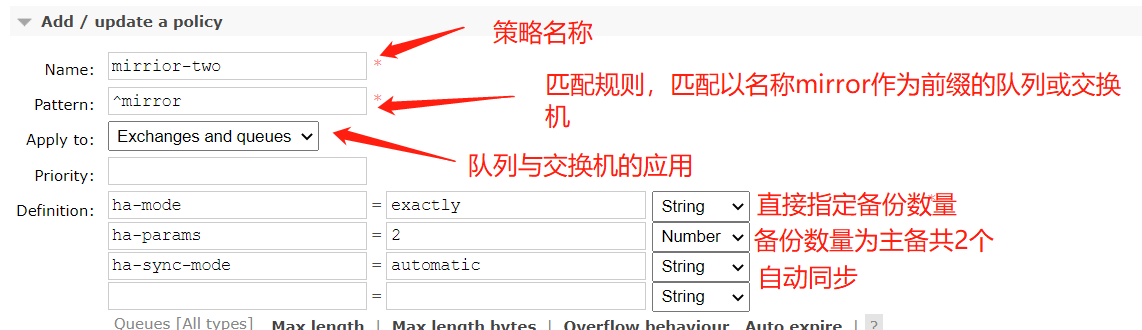 Add / update a policy
策略名称
Name: mirrior-two *
匹配规则，匹配以名称mirror作为前缀的队列或交换
机
Pattern: ^mirror *
Apply to: Exchanges and queues
队列与交换机的应用
Priority:
Definition: ha-mode = exactly String 直接指定备份数量
ha-params = 2 Number 备份数量为主备共2个
ha-sync-mode = automatic String 自动同步
= String
Queues [All types] Max length | Max length bytes | Overflow behaviour Auto expire | ?